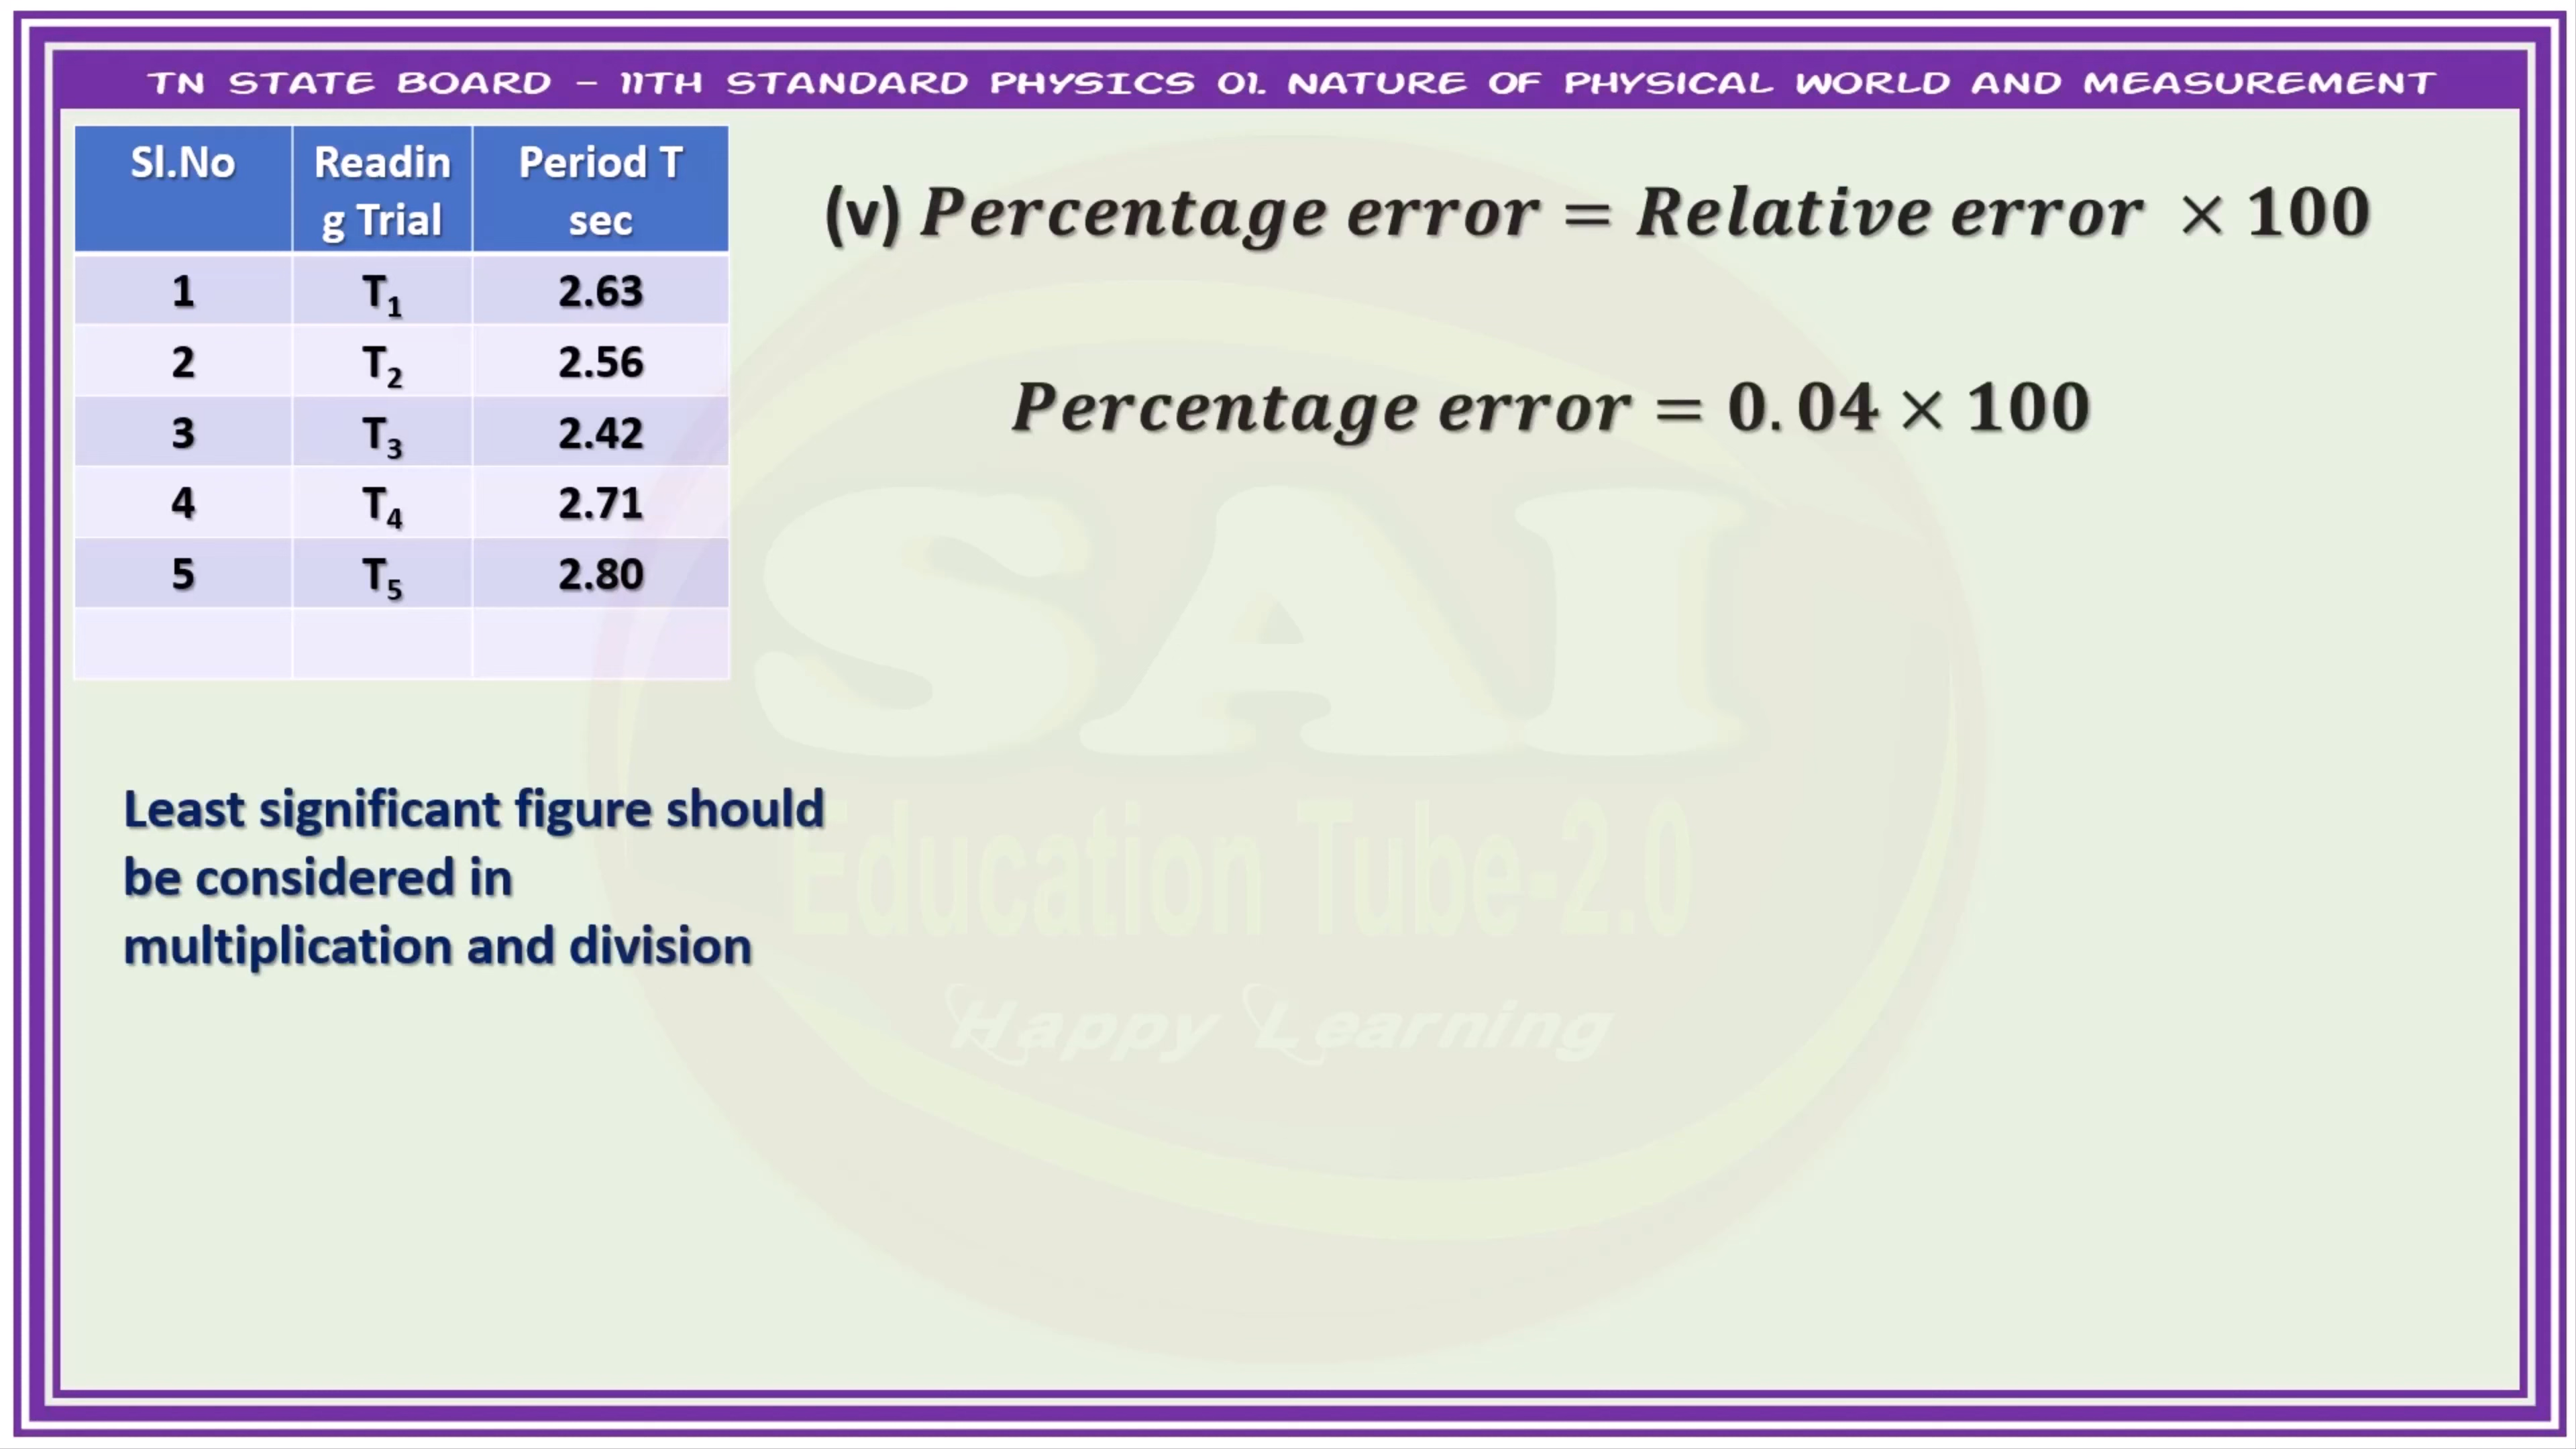 TN STATE BOARD – 11TH STANDARD PHYSICS 01. NATURE OF PHYSICAL WORLD AND MEASUREMENT
Sl.No Readin Period T
g Trial sec
1 T₁ 2.63
2 T₂ 2.56
3 T₃ 2.42
4 T₄ 2.71
5 T₅ 2.80
(v) Percentage error = Relative error × 100
Percentage error = 0.04 × 100
Least significant figure should
be considered in
multiplication and division
SAI
Education Tube-2.0
Happy Learning